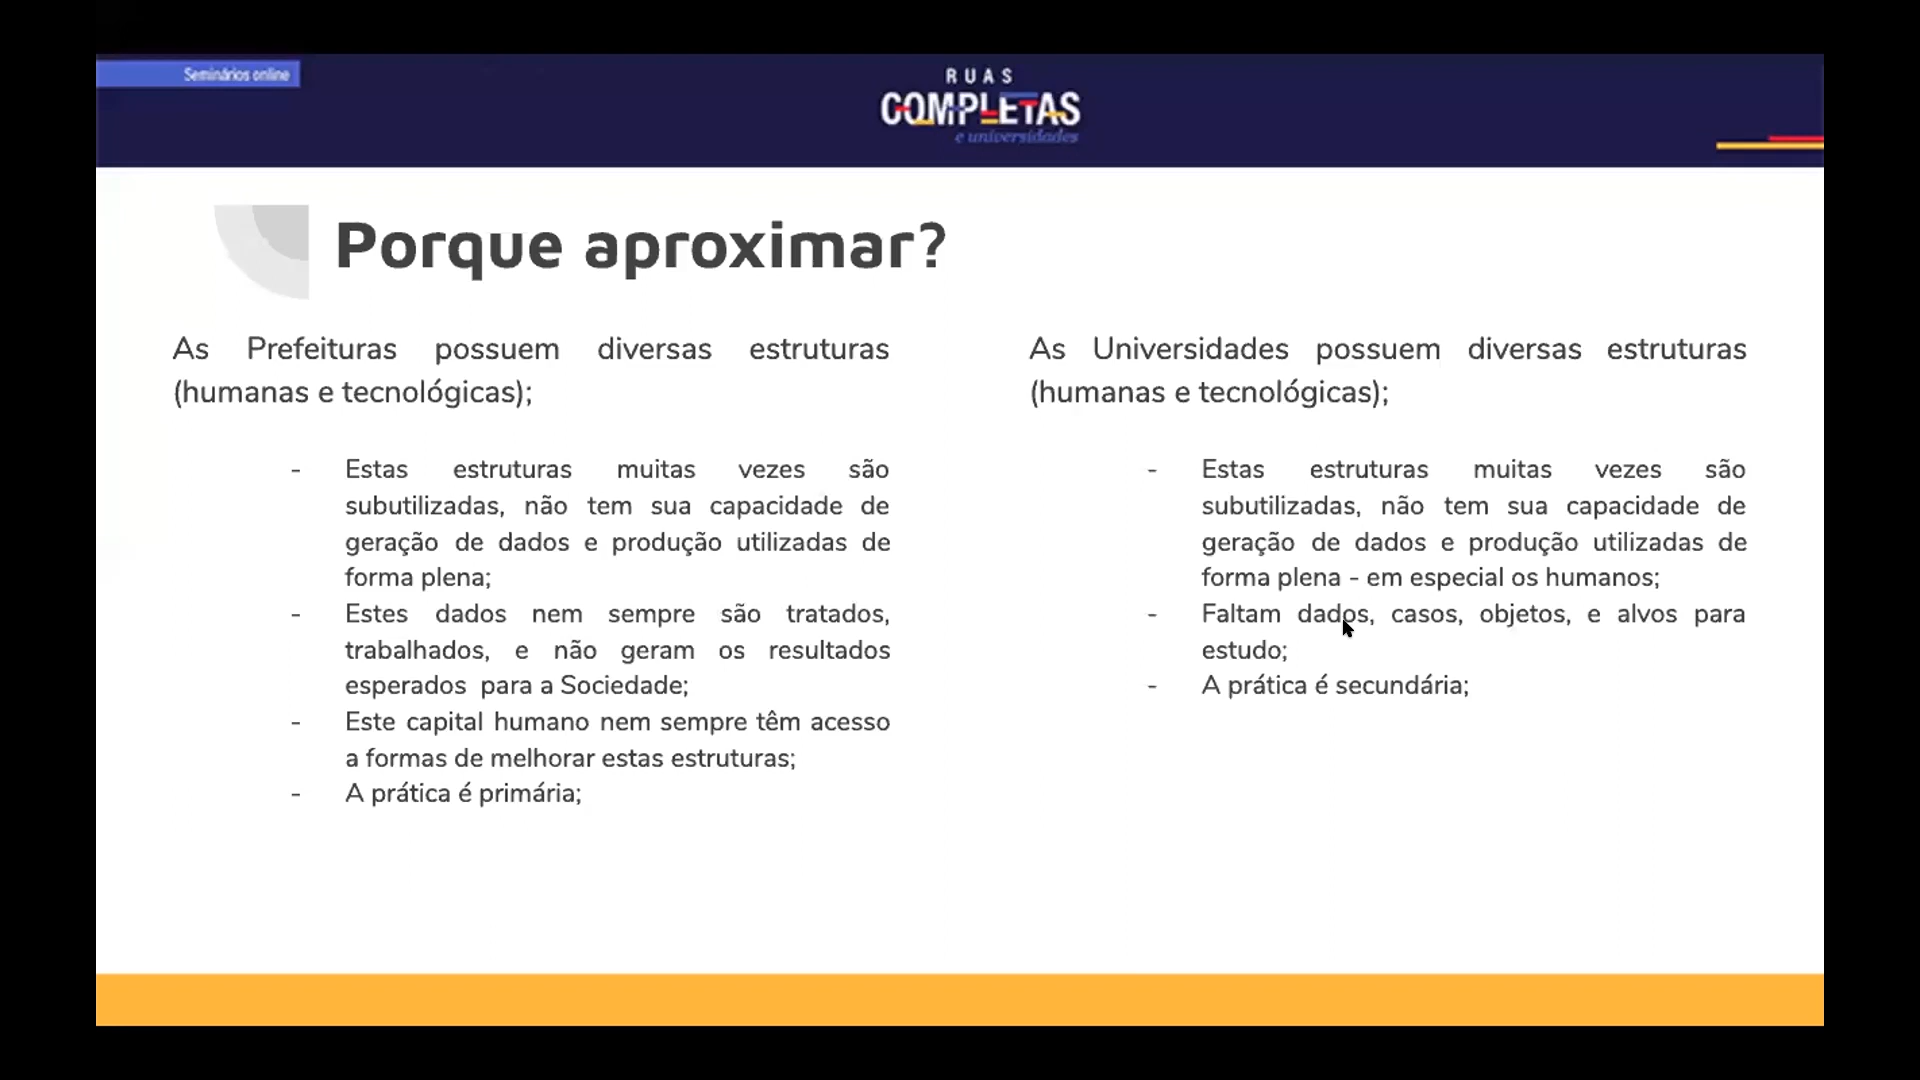 Seminários online
RUAS
COMPLETAS
e universidades
Porque aproximar?
As Prefeituras possuem diversas estruturas
(humanas e tecnológicas);
- Estas estruturas muitas vezes são
subutilizadas, não tem sua capacidade de
geração de dados e produção utilizadas de
forma plena;
- Estes dados nem sempre são tratados,
trabalhados, e não geram os resultados
esperados para a Sociedade;
- Este capital humano nem sempre têm acesso
a formas de melhorar estas estruturas;
- A prática é primária;
As Universidades possuem diversas estruturas
(humanas e tecnológicas);
- Estas estruturas muitas vezes são
subutilizadas, não tem sua capacidade de
geração de dados e produção utilizadas de
forma plena - em especial os humanos;
- Faltam dados, casos, objetos, e alvos para
estudo;
- A prática é secundária;